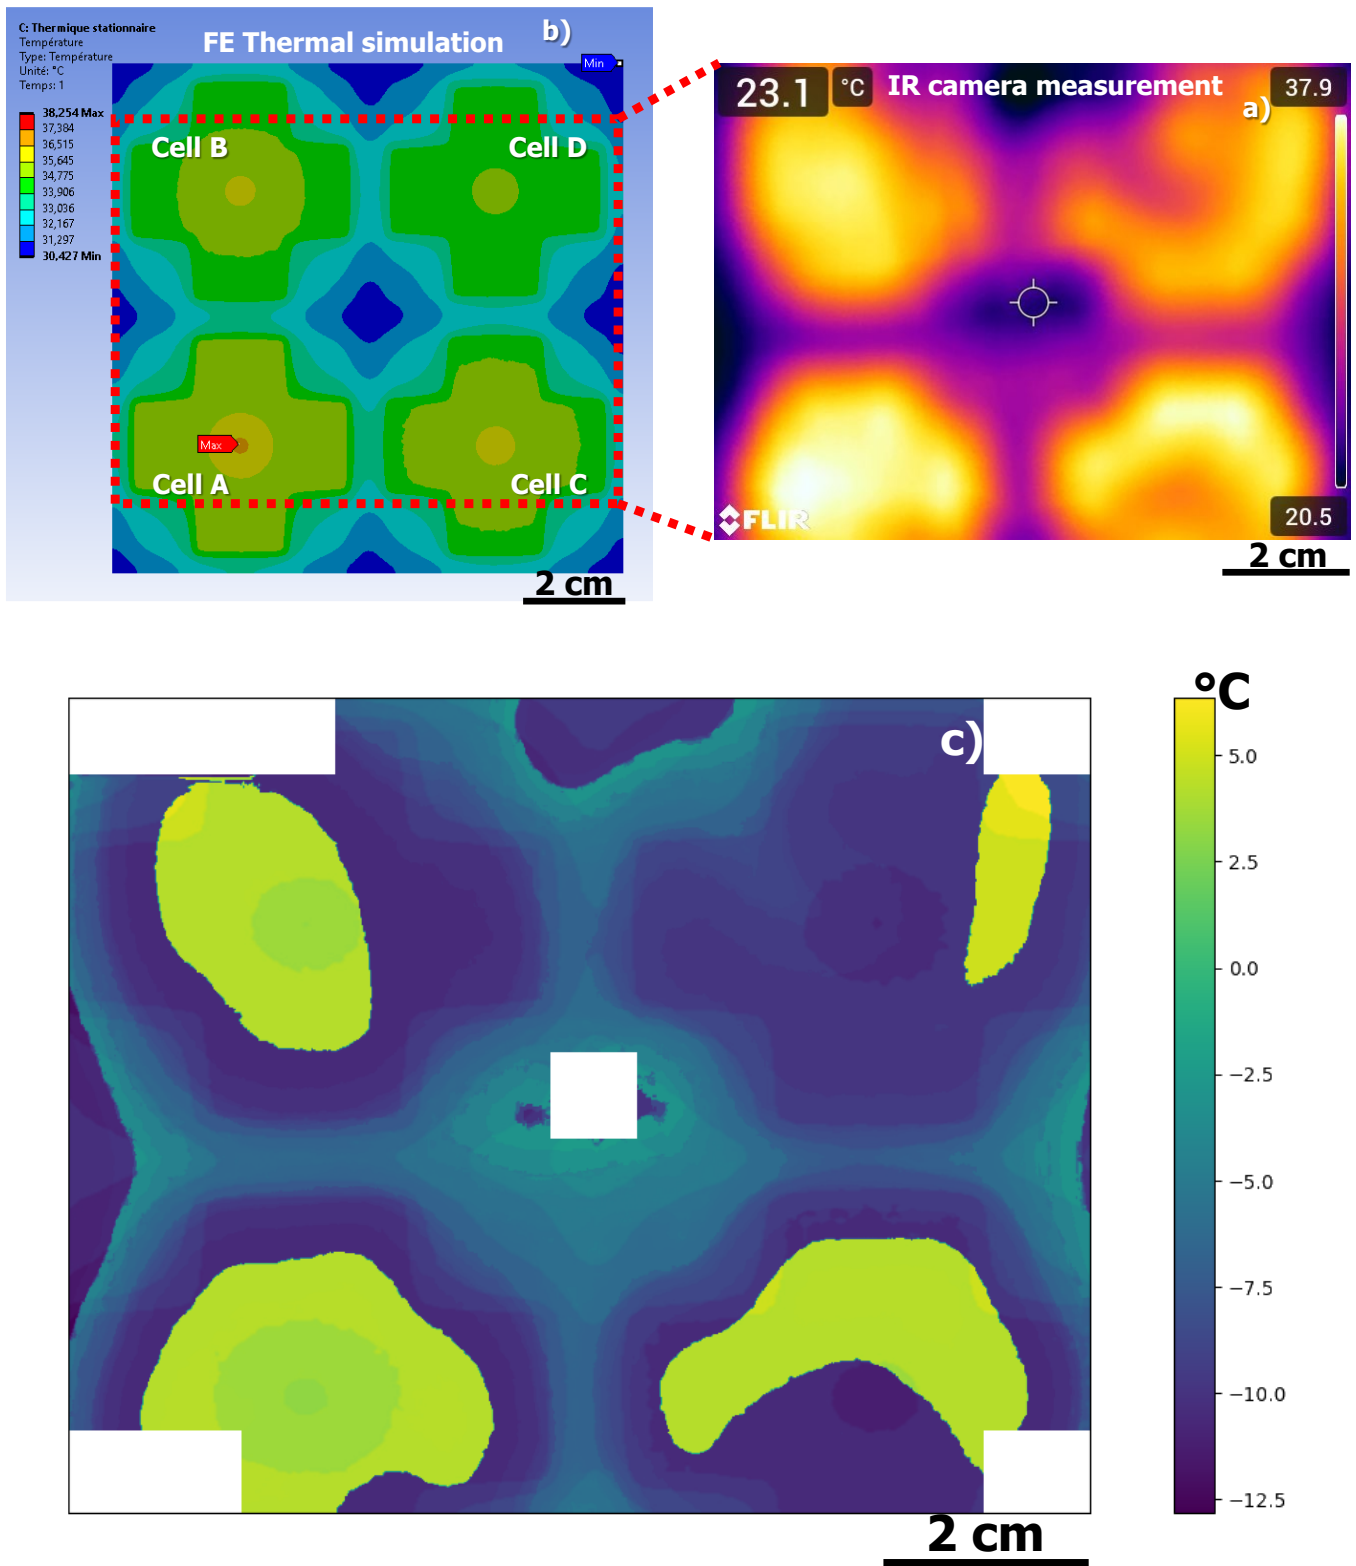 C: Thermique stationnaire
Température
Type: Température
Unité: °C
Temps: 1
38,254 Max
37,384
36,515
35,645
34,775
33,906
33,036
32,167
31,297
30,427 Min
FE Thermal simulation
b)
Min
Cell B
Cell D
Max
Cell A
Cell C
2 cm
23.1
°C
IR camera measurement
37.9
a)
FLIR
20.5
2 cm
°C
c)
5.0
2.5
0.0
−2.5
−5.0
−7.5
−10.0
−12.5
2 cm